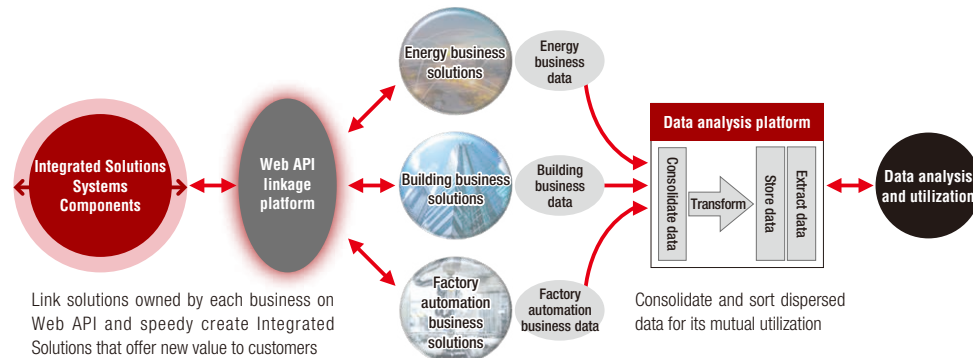 Integrated Solutions
Systems
Components
Web API
linkage
platform
Energy business
solutions
Energy
business
data
Building business
solutions
Building
business
data
Factory
automation
business
solutions
Factory
automation
business data
Data analysis platform
Consolidate data
Transform
Store data
Extract data
Data analysis
and utilization
Link solutions owned by each business on
Web API and speedy create Integrated
Solutions that offer new value to customers
Consolidate and sort dispersed
data for its mutual utilization